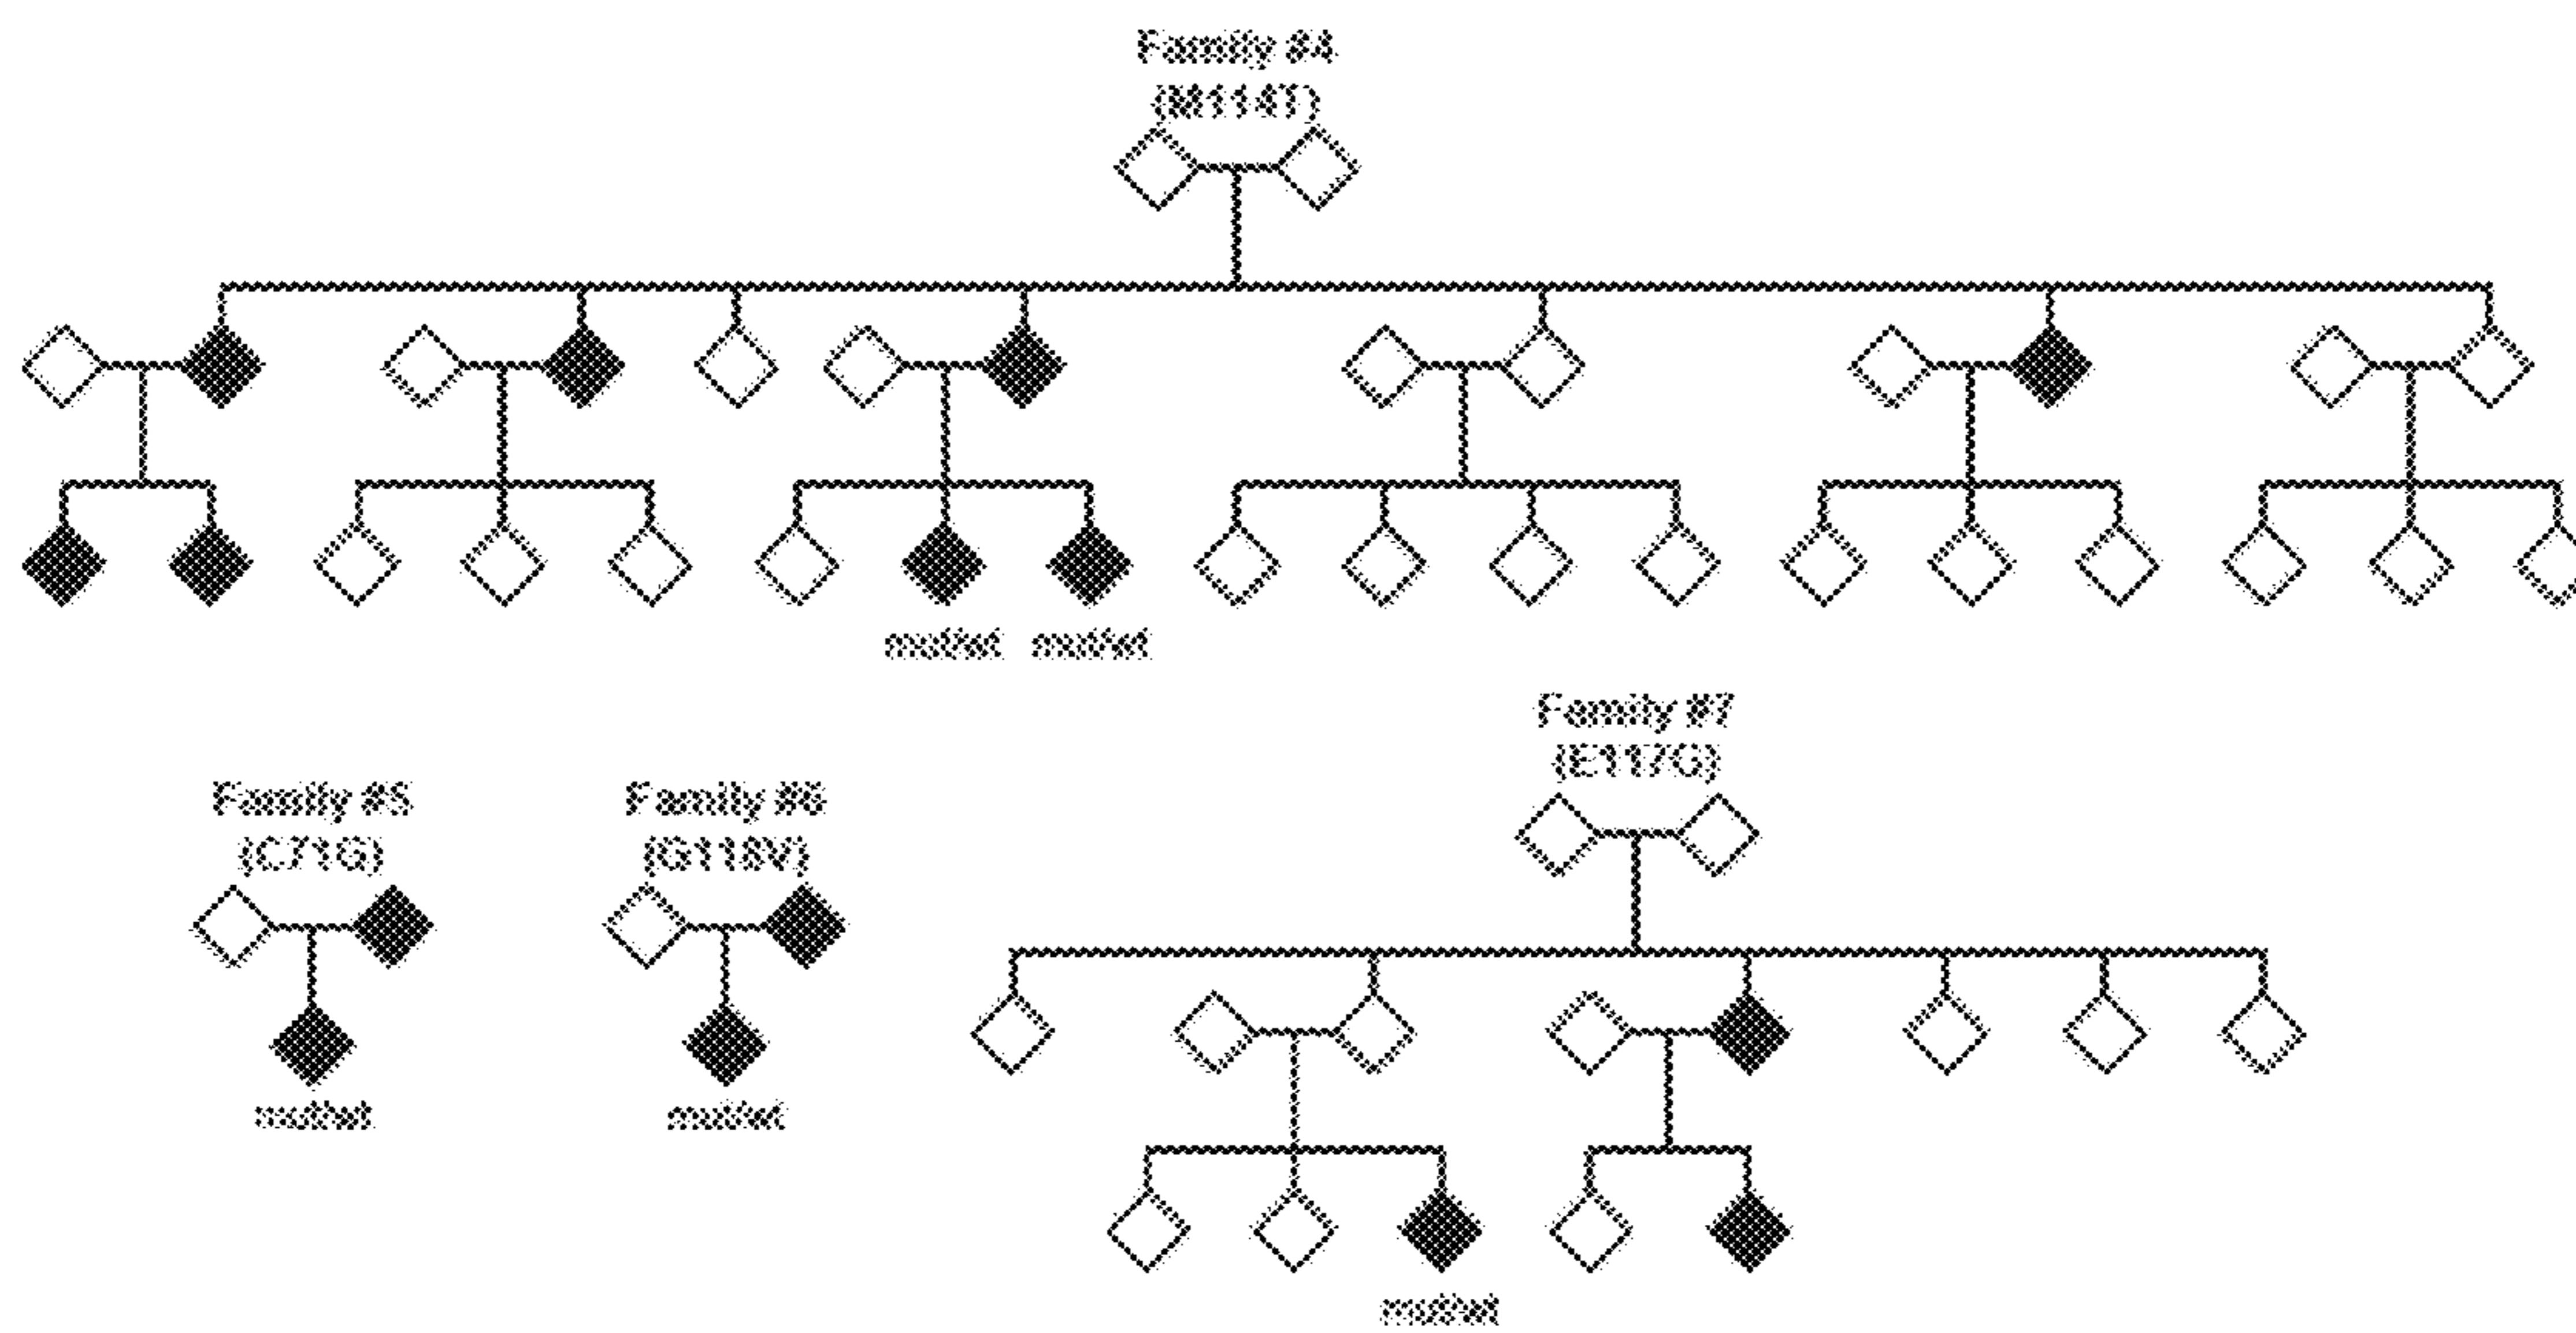 Family #4
(M114T)
mut/wt mut/wt
Family #7
(E117G)
Family #5
(C71G)
mut/wt
Family #6
(G118V)
mut/wt
mut/wt